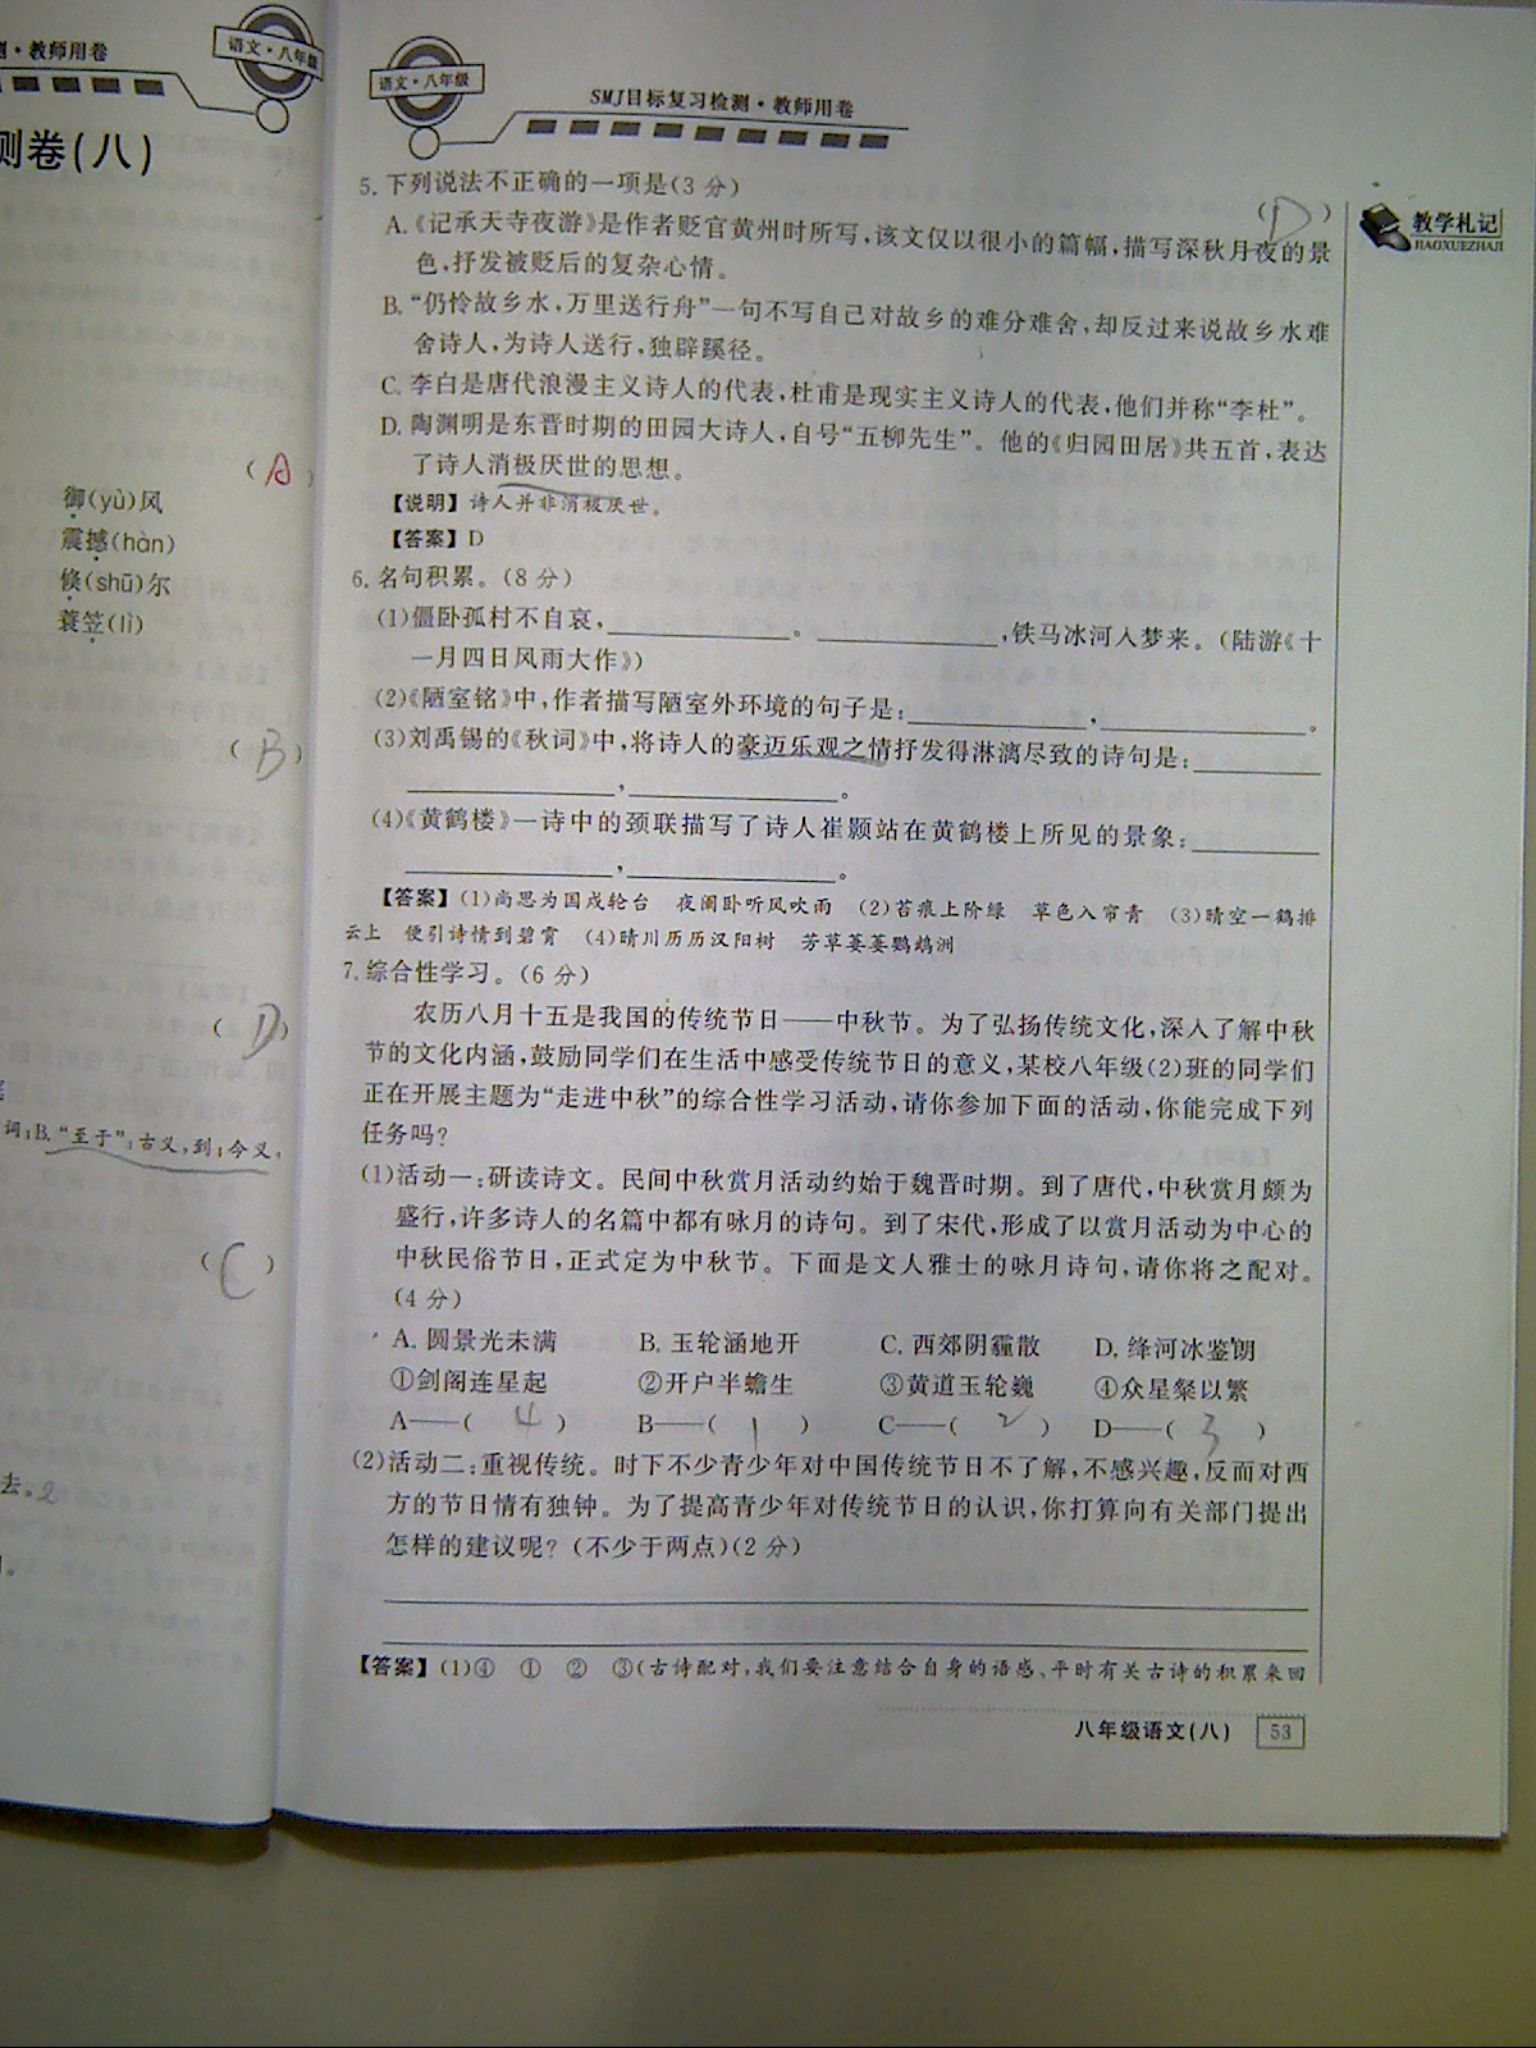 测·教师用卷
语文·八年级
测卷(八)
(A)
御(yù)风
震撼(hàn)
倏(shū)尔
蓑笠(lì)
(B)
(D)
词;B.“至于”:古义,到;今义,
(C)
去。2
语文·八年级
SMJ目标复习检测·教师用卷
教学札记
JIAOXUEZHAJI
5. 下列说法不正确的一项是(3 分)
(D)
A.《记承天寺夜游》是作者贬官黄州时所写,该文仅以很小的篇幅,描写深秋月夜的景
色,抒发被贬后的复杂心情。
B.“仍怜故乡水,万里送行舟”一句不写自己对故乡的难分难舍,却反过来说故乡水难
舍诗人,为诗人送行,独辟蹊径。
C. 李白是唐代浪漫主义诗人的代表,杜甫是现实主义诗人的代表,他们并称“李杜”。
D. 陶渊明是东晋时期的田园大诗人,自号“五柳先生”。他的《归园田居》共五首,表达
了诗人消极厌世的思想。
【说明】诗人并非消极厌世。
【答案】D
6. 名句积累。(8 分)
(1)僵卧孤村不自哀,____________。____________,铁马冰河入梦来。(陆游《十
一月四日风雨大作》)
(2)《陋室铭》中,作者描写陋室外环境的句子是:____________,____________。
(3)刘禹锡的《秋词》中,将诗人的豪迈乐观之情抒发得淋漓尽致的诗句是:________
____________,____________。
(4)《黄鹤楼》一诗中的颈联描写了诗人崔颢站在黄鹤楼上所见的景象:________
____________,____________。
【答案】(1)尚思为国戍轮台 夜阑卧听风吹雨 (2)苔痕上阶绿 草色入帘青 (3)晴空一鹤排
云上 便引诗情到碧霄 (4)晴川历历汉阳树 芳草萋萋鹦鹉洲
7. 综合性学习。(6 分)
农历八月十五是我国的传统节日——中秋节。为了弘扬传统文化,深入了解中秋
节的文化内涵,鼓励同学们在生活中感受传统节日的意义,某校八年级(2)班的同学们
正在开展主题为“走进中秋”的综合性学习活动,请你参加下面的活动,你能完成下列
任务吗?
(1)活动一:研读诗文。民间中秋赏月活动约始于魏晋时期。到了唐代,中秋赏月颇为
盛行,许多诗人的名篇中都有咏月的诗句。到了宋代,形成了以赏月活动为中心的
中秋民俗节日,正式定为中秋节。下面是文人雅士的咏月诗句,请你将之配对。
(4 分)
A. 圆景光未满 B. 玉轮涵地开 C. 西郊阴霾散 D. 绛河冰鉴朗
①剑阁连星起 ②开户半蟾生 ③黄道玉轮巍 ④众星粲以繁
A——( 4 ) B——( 1 ) C——( 2 ) D——( 3 )
(2)活动二:重视传统。时下不少青少年对中国传统节日不了解,不感兴趣,反而对西
方的节日情有独钟。为了提高青少年对传统节日的认识,你打算向有关部门提出
怎样的建议呢?(不少于两点)(2 分)
【答案】(1)④ ① ② ③(古诗配对,我们要注意结合自身的语感、平时有关古诗的积累来回
八年级语文(八) 53